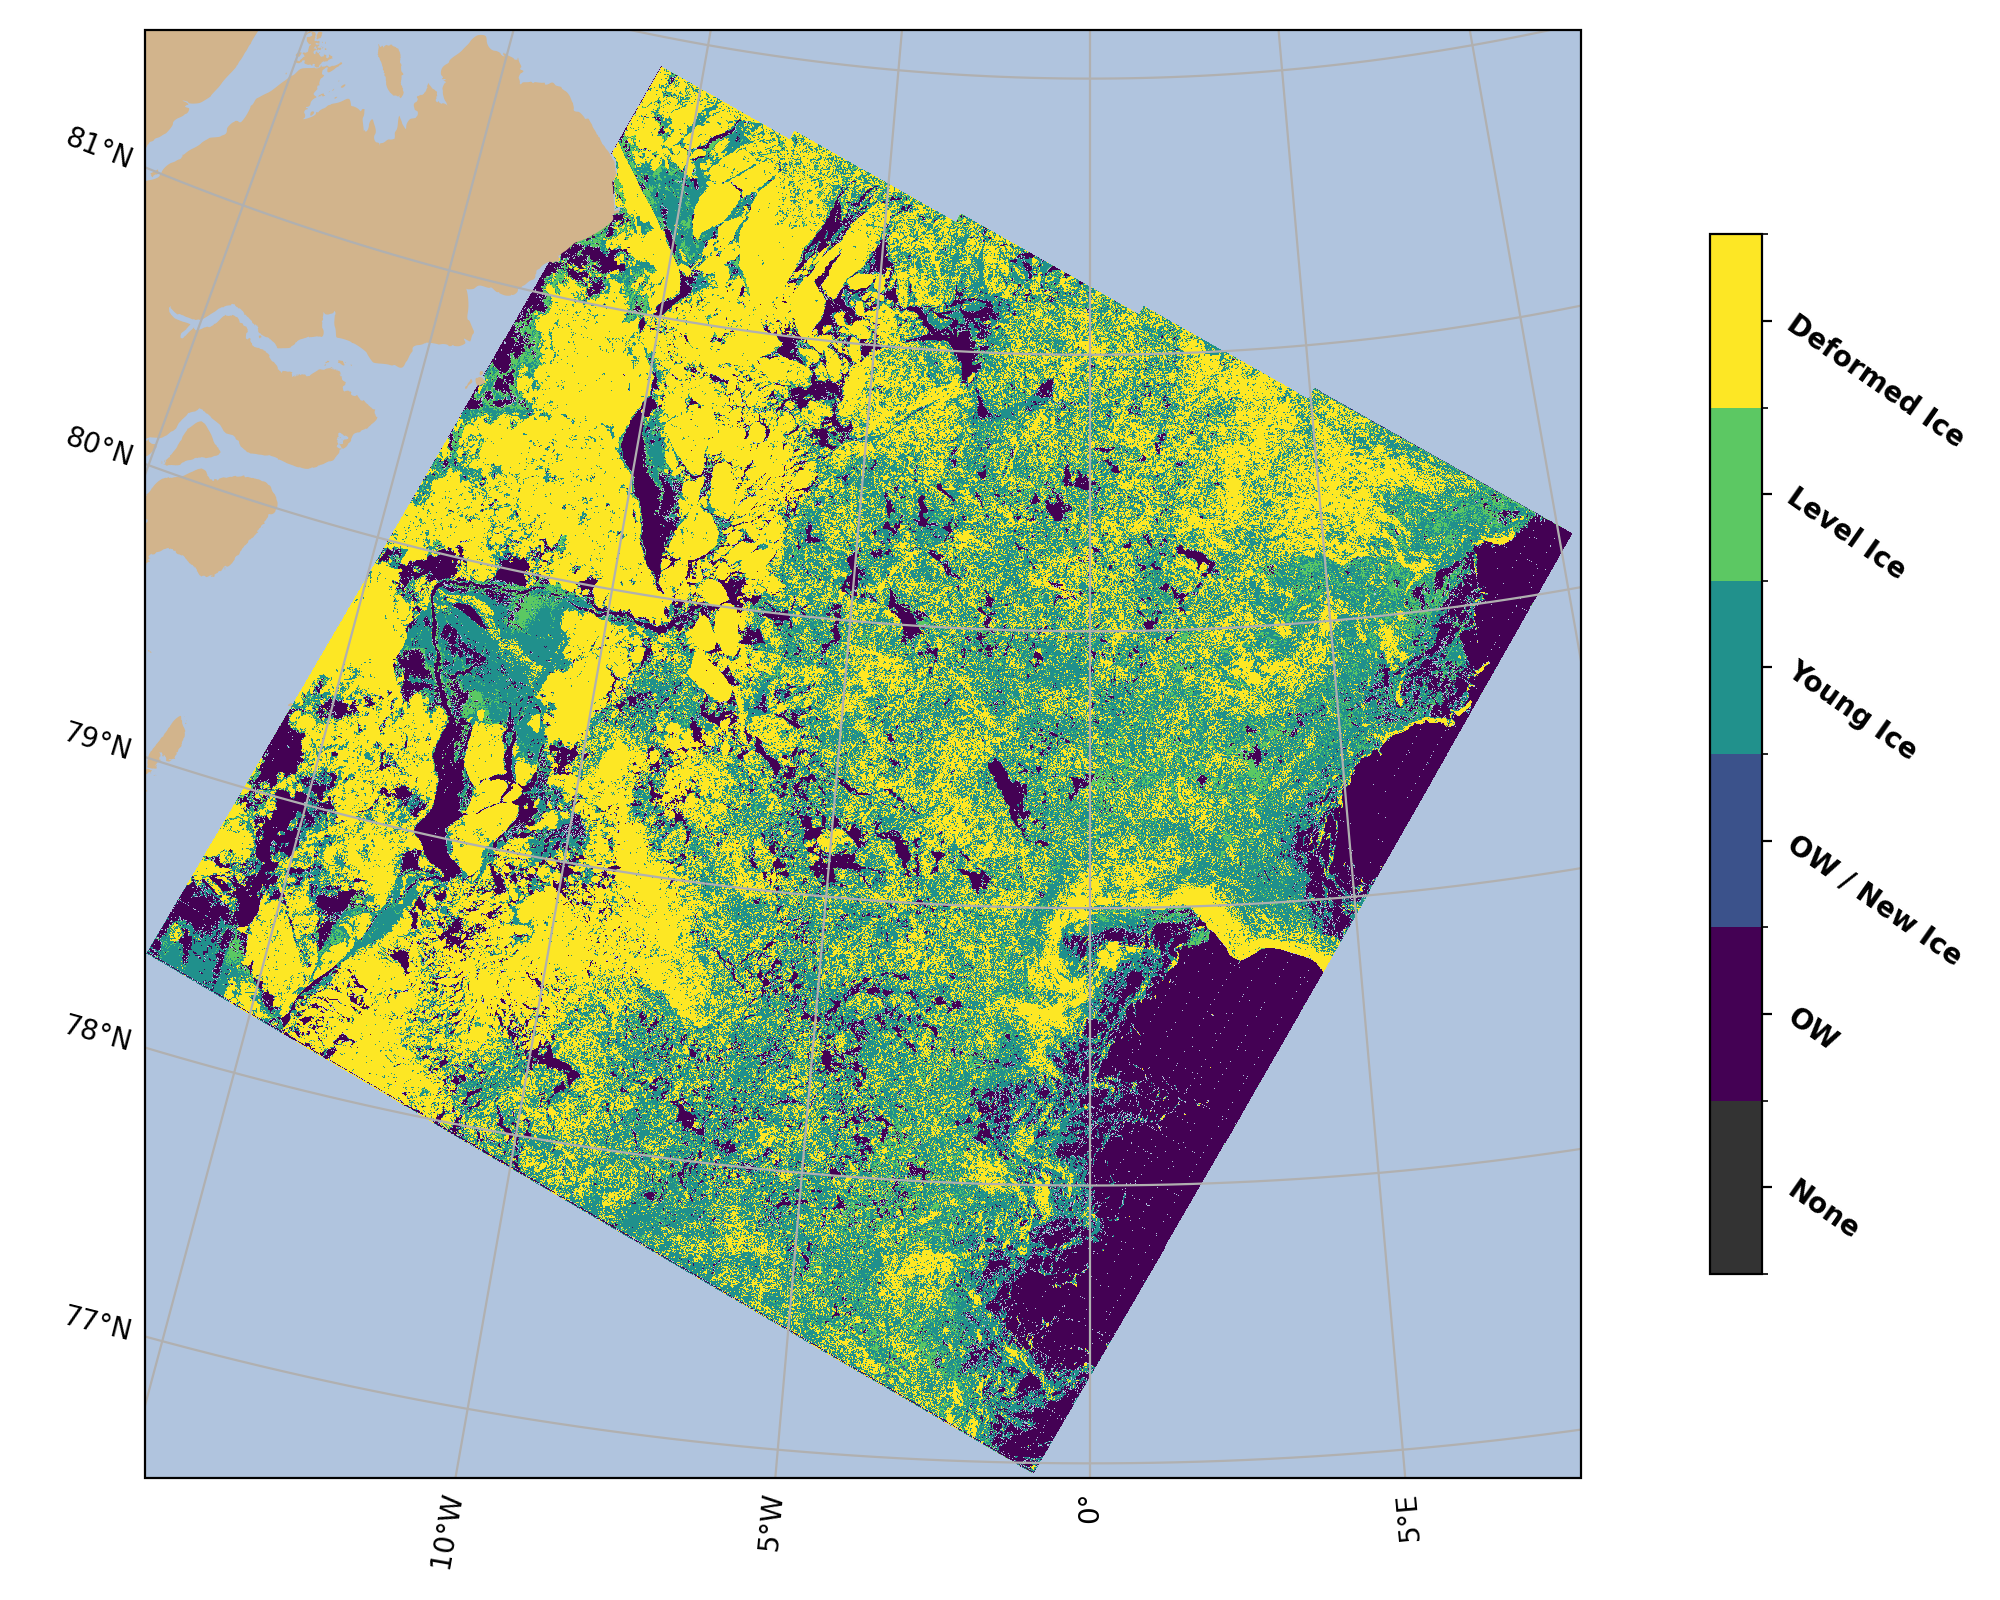 81°N
80°N
79°N
78°N
77°N
10°W
5°W
0°
5°E
Deformed Ice
Level Ice
Young Ice
OW / New Ice
OW
None